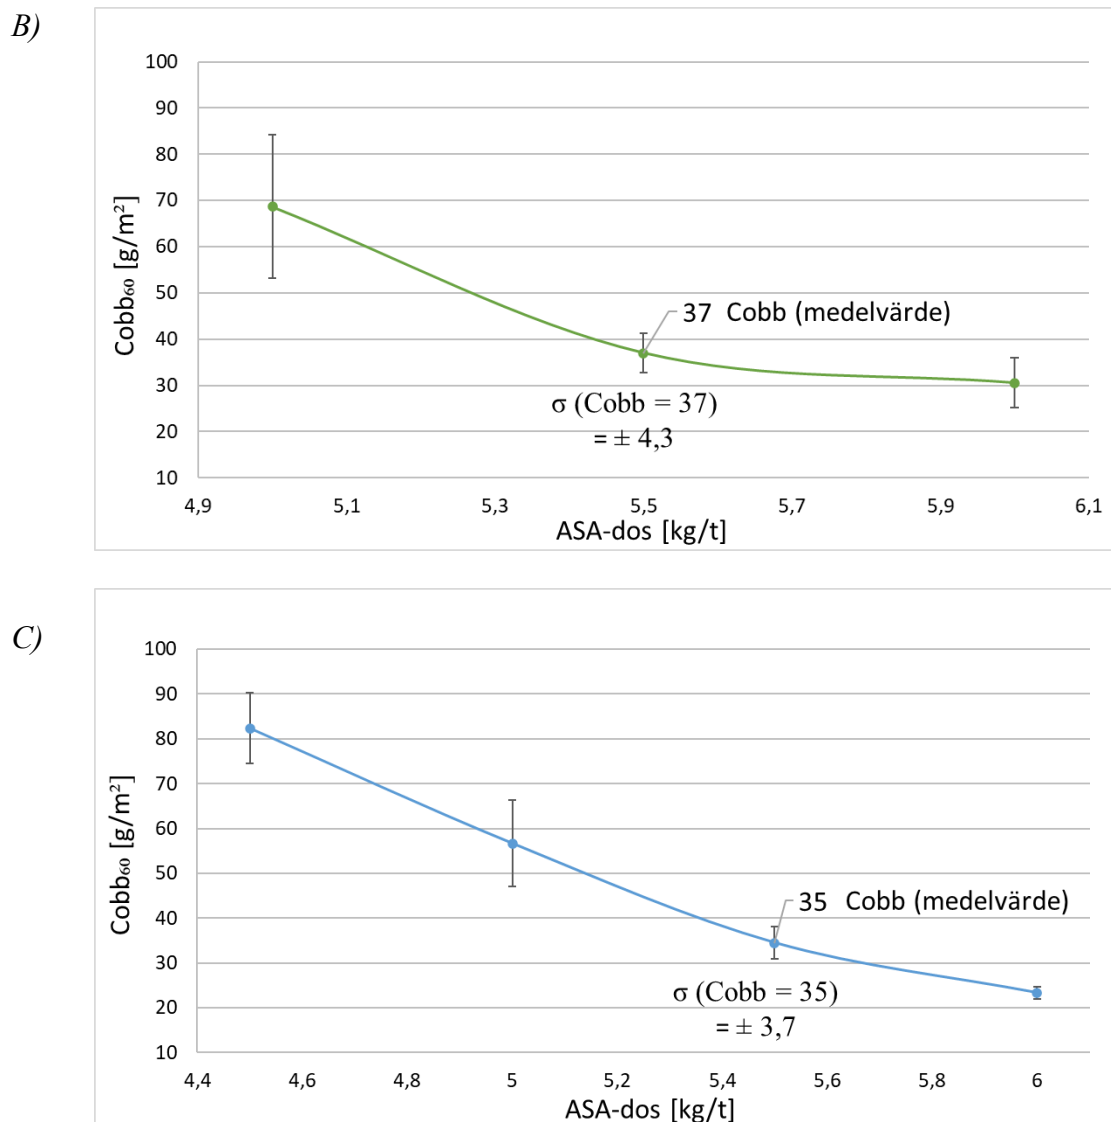 B)
100
90
80
70
60
50
40
30
20
10
Cobb₆₀ [g/m²]
37 Cobb (medelvärde)
σ (Cobb = 37)
= ± 4,3
4,9 5,1 5,3 5,5 5,7 5,9 6,1
ASA-dos [kg/t]
C)
100
90
80
70
60
50
40
30
20
10
Cobb₆₀ [g/m²]
35 Cobb (medelvärde)
σ (Cobb = 35)
= ± 3,7
4,4 4,6 4,8 5 5,2 5,4 5,6 5,8 6
ASA-dos [kg/t]